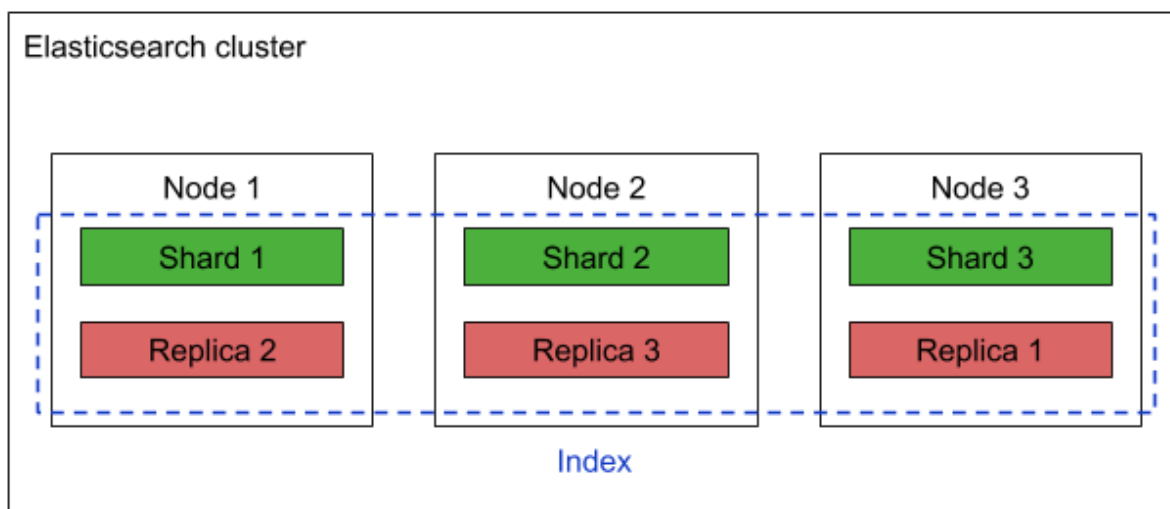 Elasticsearch cluster
Node 1
Node 2
Node 3
Shard 1
Shard 2
Shard 3
Replica 2
Replica 3
Replica 1
Index